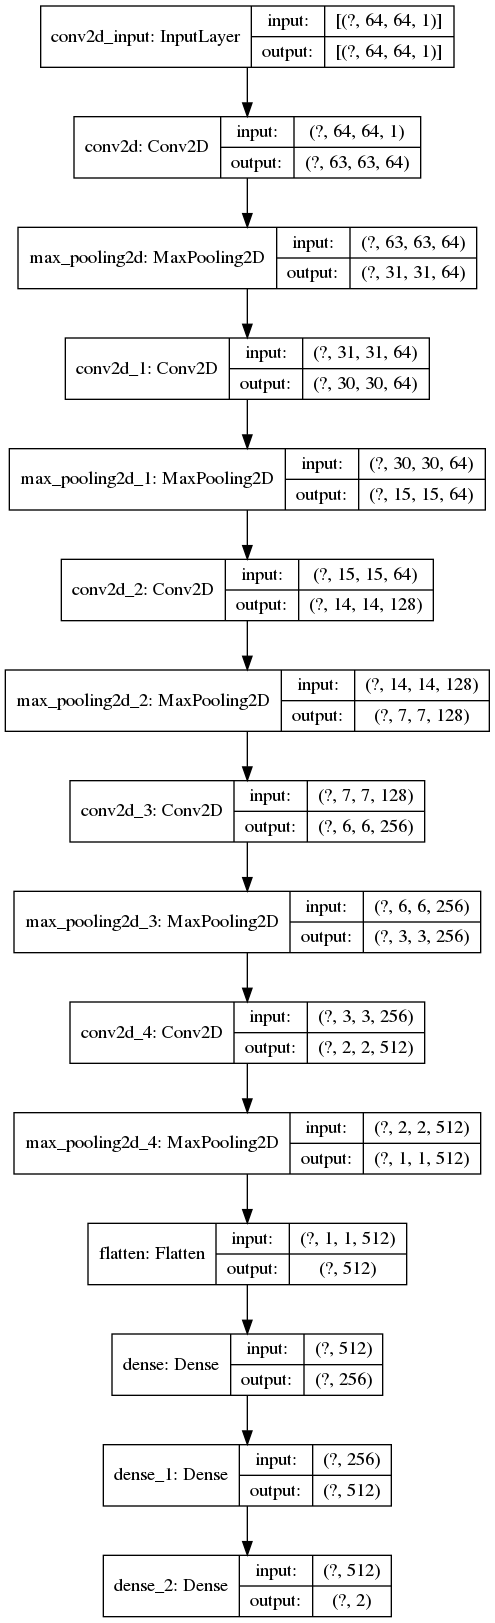 conv2d_input: InputLayer
input: [(?, 64, 64, 1)]
output: [(?, 64, 64, 1)]
conv2d: Conv2D
input: (?, 64, 64, 1)
output: (?, 63, 63, 64)
max_pooling2d: MaxPooling2D
input: (?, 63, 63, 64)
output: (?, 31, 31, 64)
conv2d_1: Conv2D
input: (?, 31, 31, 64)
output: (?, 30, 30, 64)
max_pooling2d_1: MaxPooling2D
input: (?, 30, 30, 64)
output: (?, 15, 15, 64)
conv2d_2: Conv2D
input: (?, 15, 15, 64)
output: (?, 14, 14, 128)
max_pooling2d_2: MaxPooling2D
input: (?, 14, 14, 128)
output: (?, 7, 7, 128)
conv2d_3: Conv2D
input: (?, 7, 7, 128)
output: (?, 6, 6, 256)
max_pooling2d_3: MaxPooling2D
input: (?, 6, 6, 256)
output: (?, 3, 3, 256)
conv2d_4: Conv2D
input: (?, 3, 3, 256)
output: (?, 2, 2, 512)
max_pooling2d_4: MaxPooling2D
input: (?, 2, 2, 512)
output: (?, 1, 1, 512)
flatten: Flatten
input: (?, 1, 1, 512)
output: (?, 512)
dense: Dense
input: (?, 512)
output: (?, 256)
dense_1: Dense
input: (?, 256)
output: (?, 512)
dense_2: Dense
input: (?, 512)
output: (?, 2)